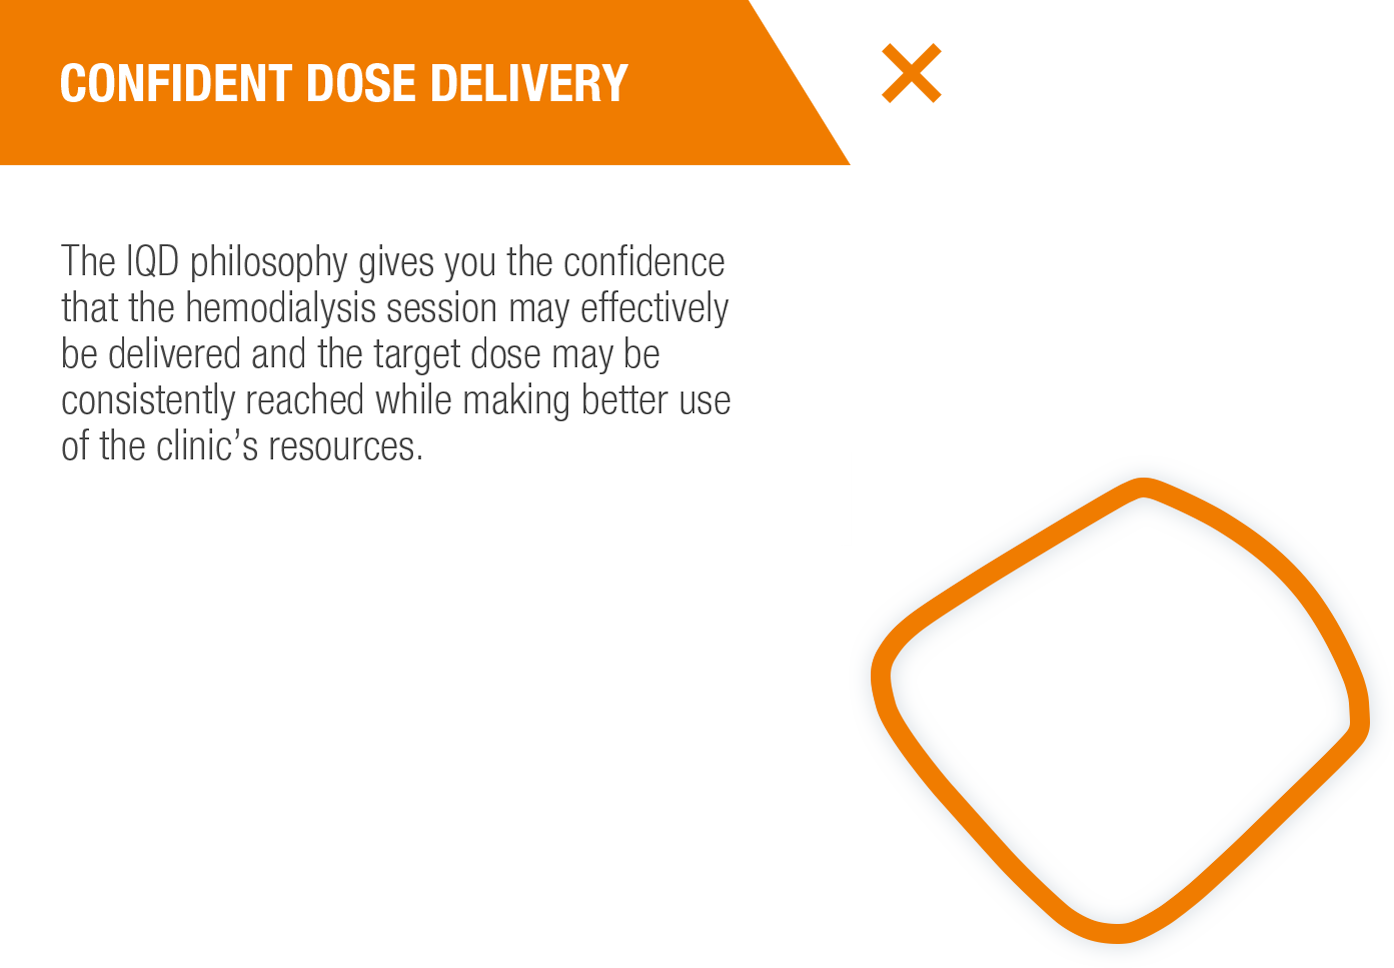 CONFIDENT DOSE DELIVERY
The IQD philosophy gives you the confidence
that the hemodialysis session may effectively
be delivered and the target dose may be
consistently reached while making better use
of the clinic’s resources.